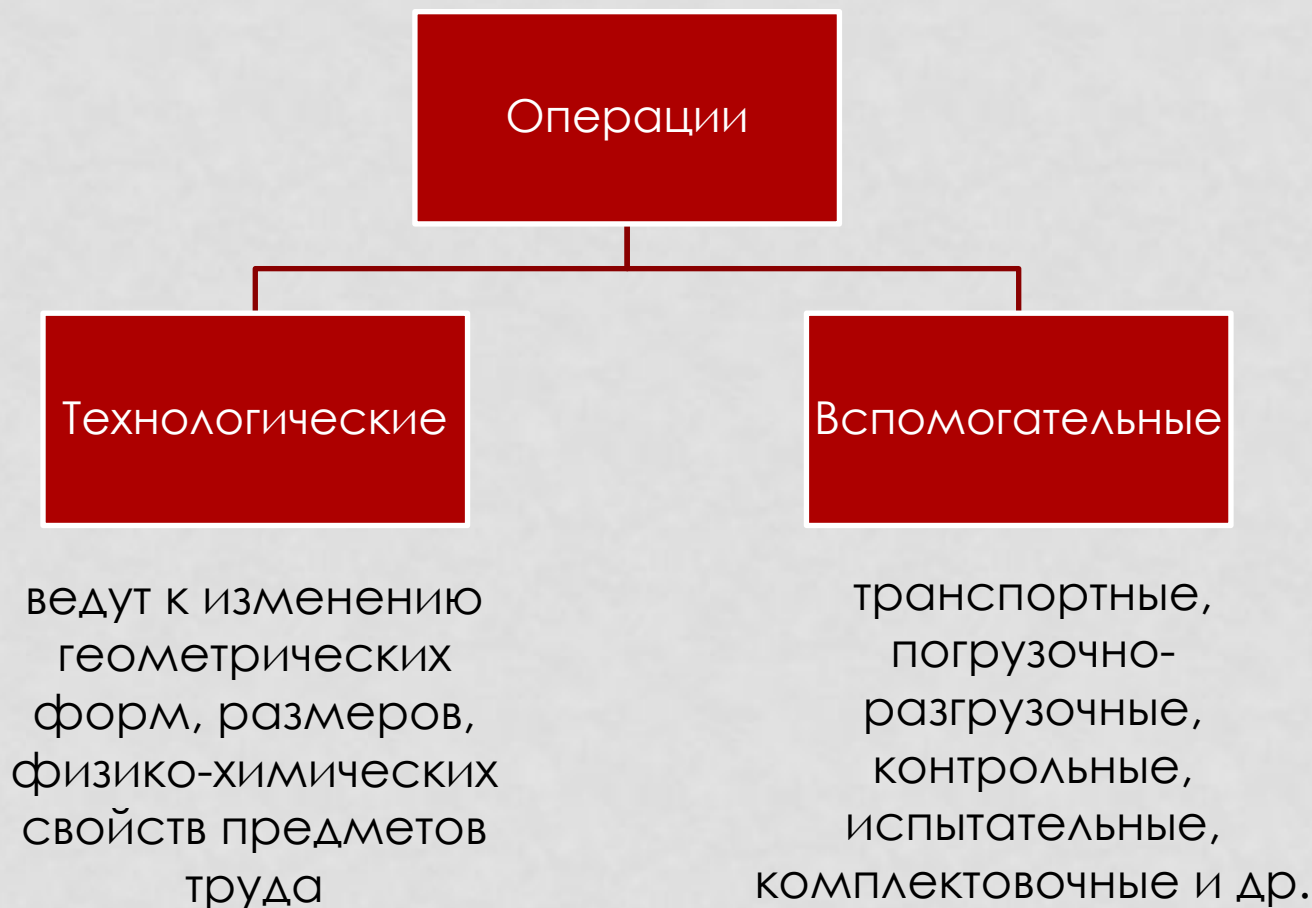 Операции
Технологические
Вспомогательные
ведут к изменению
геометрических
форм, размеров,
физико-химических
свойств предметов
труда
транспортные,
погрузочно-
разгрузочные,
контрольные,
испытательные,
комплектовочные и др.